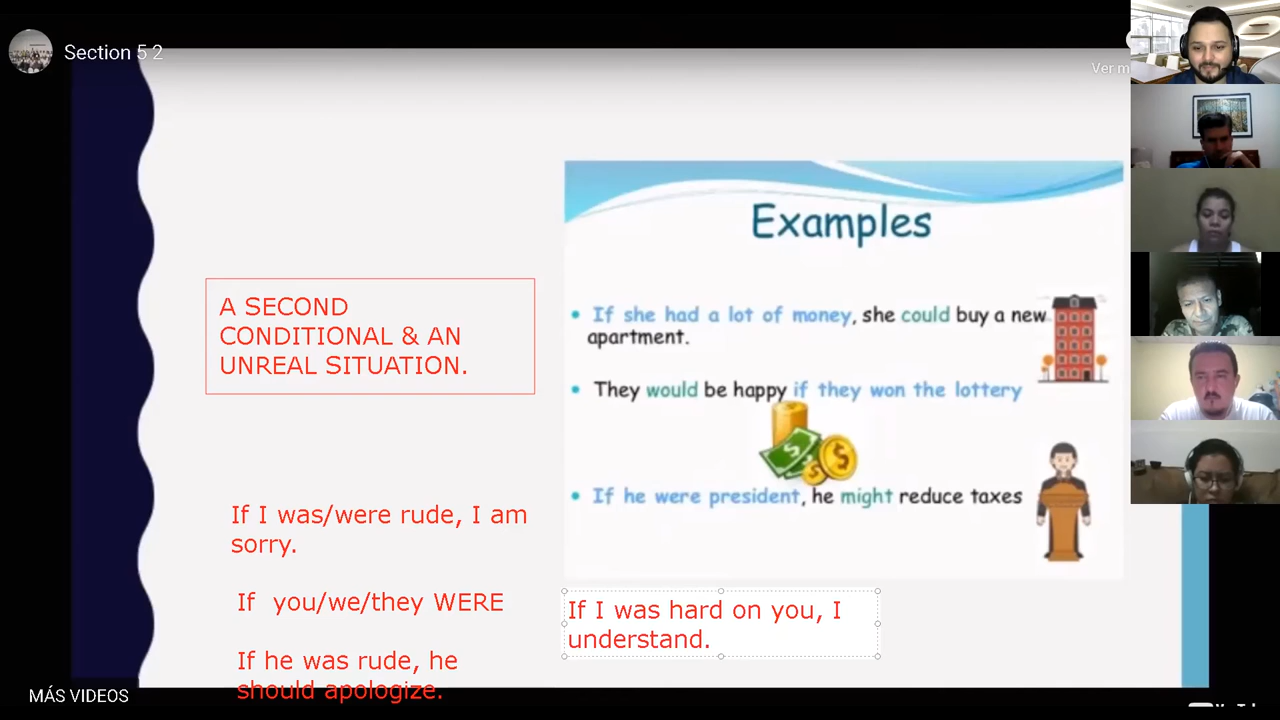 Section 5 2
Ver m
Examples
A SECOND
CONDITIONAL & AN
UNREAL SITUATION.
If she had a lot of money, she could buy a new
apartment.
They would be happy if they won the lottery
If he were president, he might reduce taxes
If I was/were rude, I am
sorry.
If you/we/they WERE
If he was rude, he
should apologize.
If I was hard on you, I
understand.
MÁS VIDEOS